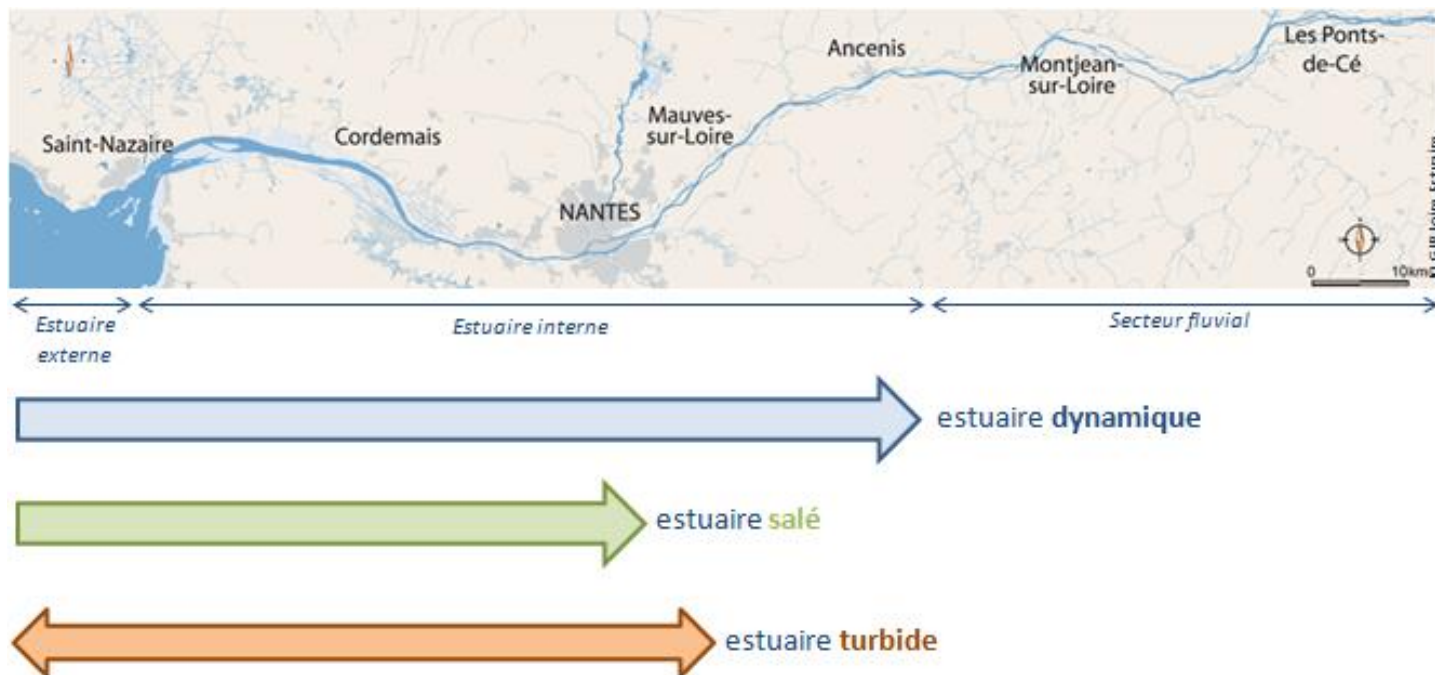 Les Ponts-
de-Cé
Ancenis
Montjean-
sur-Loire
Mauves-
sur-Loire
Cordemais
Saint-Nazaire
NANTES
0 10km
Estuaire
externe
Estuaire interne
Secteur fluvial
estuaire dynamique
estuaire salé
estuaire turbide